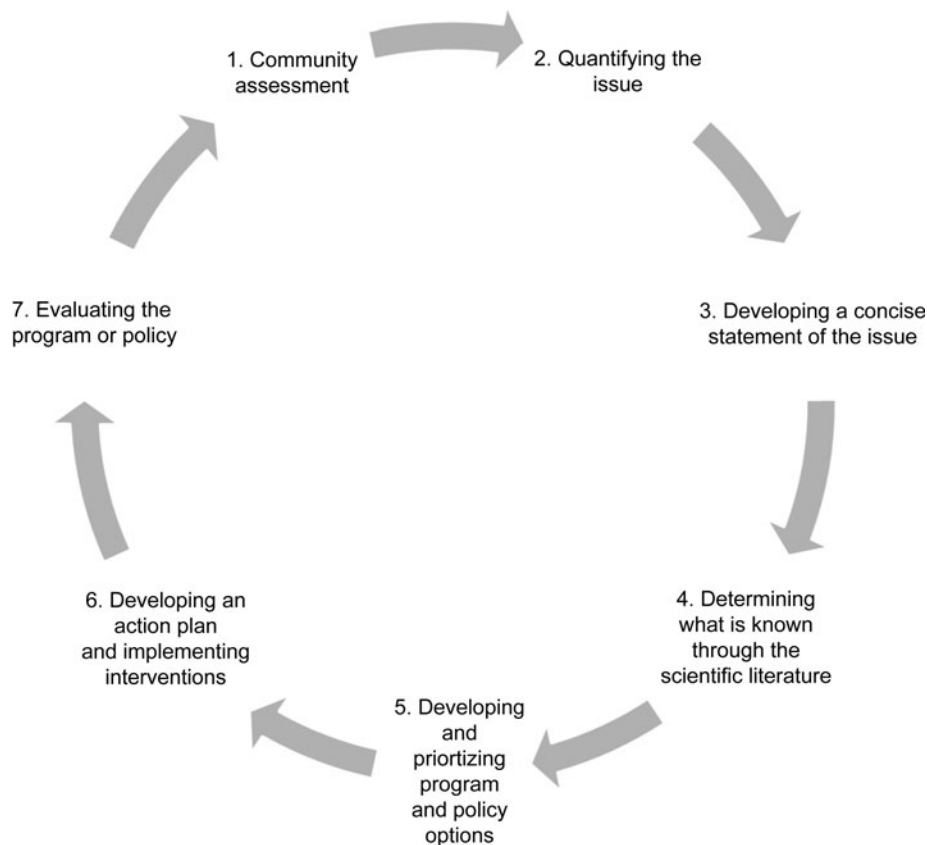 1. Community
assessment
2. Quantifying the
issue
3. Developing a concise
statement of the issue
4. Determining
what is known
through the
scientific literature
5. Developing
and
priortizing
program
and policy
options
6. Developing an
action plan
and implementing
interventions
7. Evaluating the
program or policy